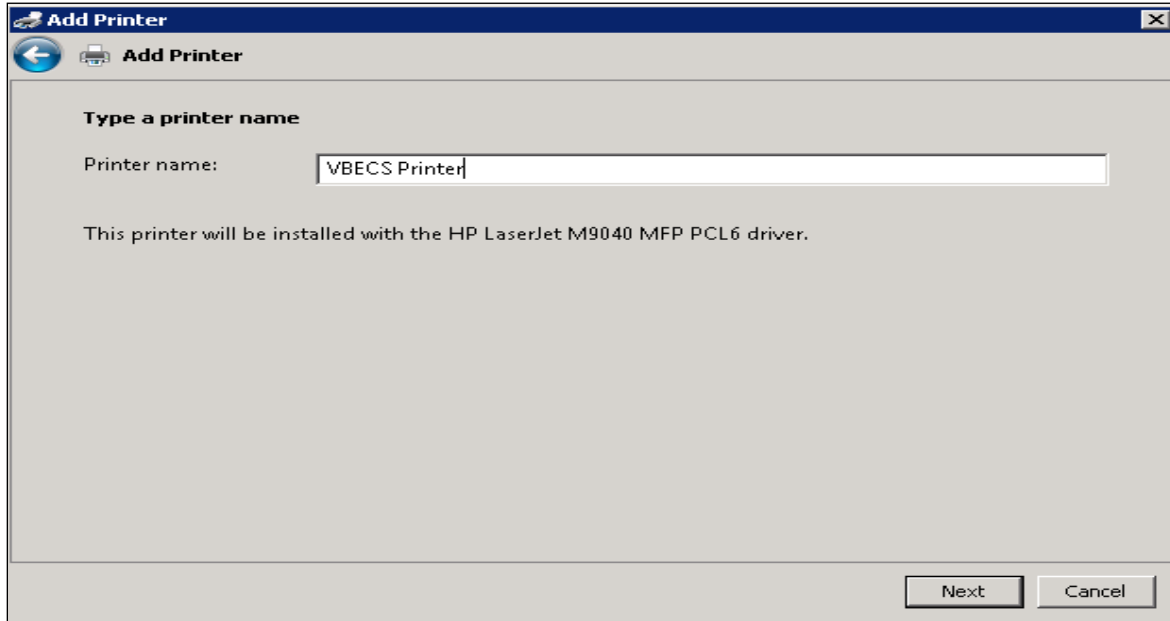 Add Printer
Add Printer
Type a printer name
Printer name: VBECS Printer
This printer will be installed with the HP LaserJet M9040 MFP PCL6 driver.
Next Cancel